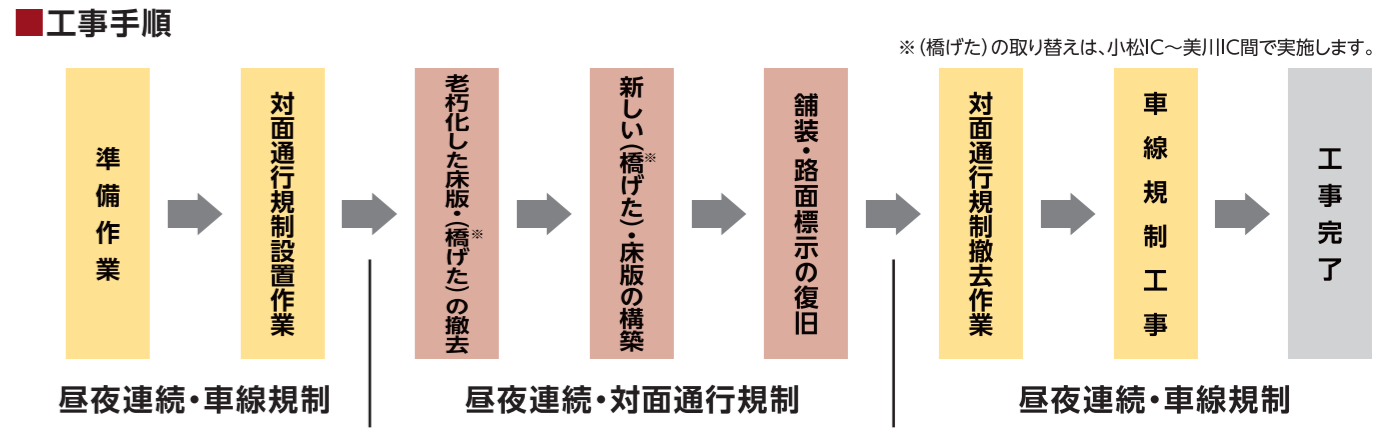 ■工事手順
※(橋げた)の取り替えは、小松IC～美川IC間で実施します。
準備作業
対面通行規制設置作業
老朽化した床版・(橋げた)※の撤去
新しい(橋げた)※・床版の構築
舗装・路面標示の復旧
対面通行規制撤去作業
車線規制工事
工事完了
昼夜連続・車線規制
昼夜連続・対面通行規制
昼夜連続・車線規制